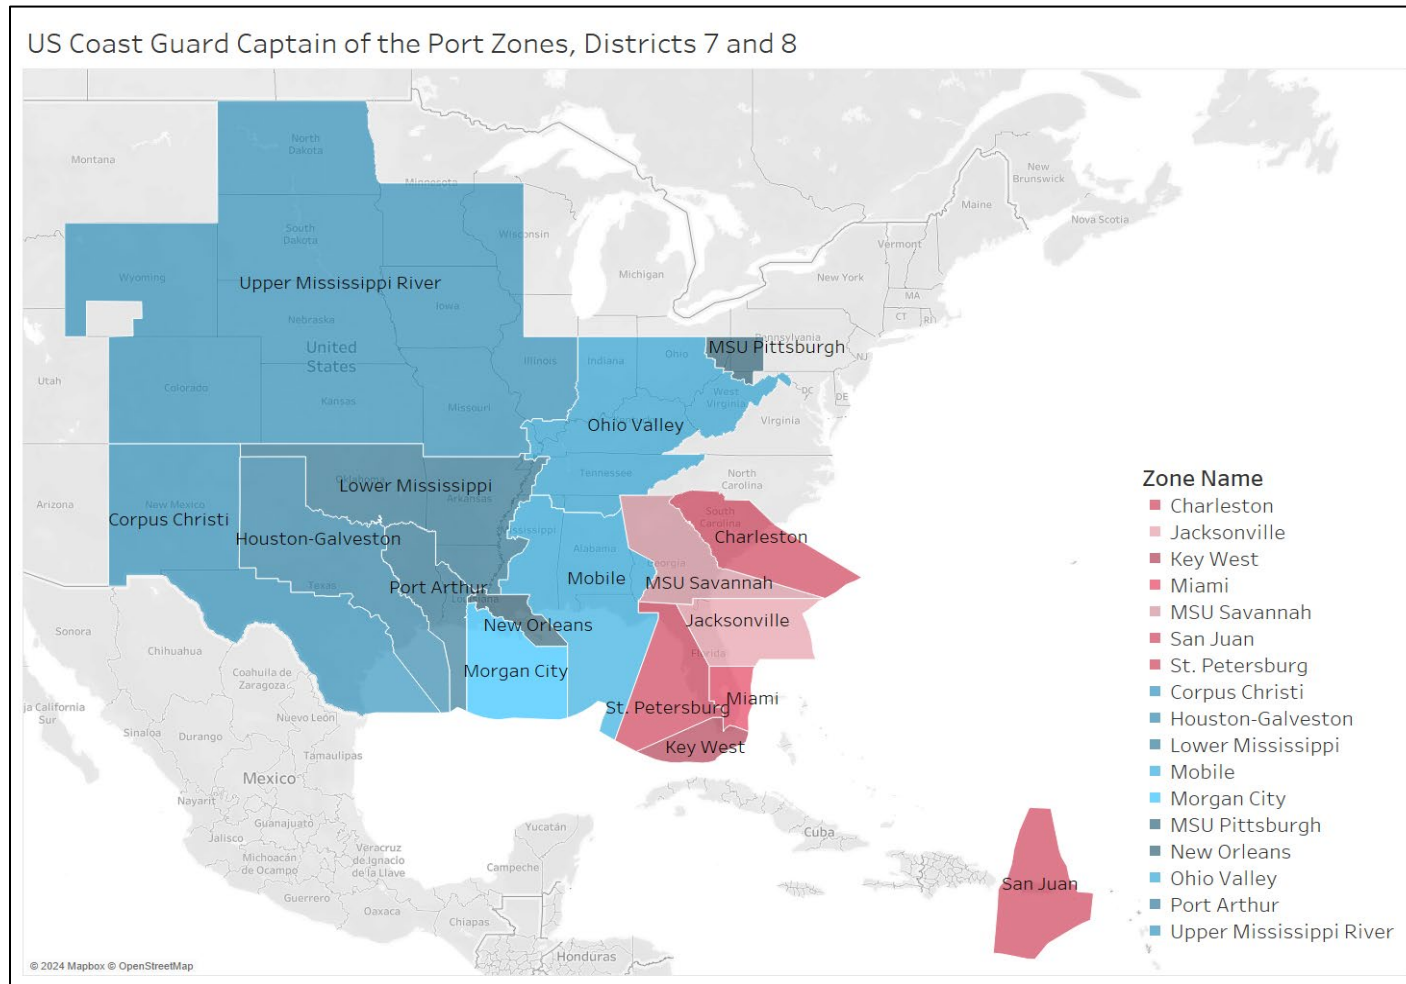 US Coast Guard Captain of the Port Zones, Districts 7 and 8
North
Dakota
Montana
Minnesota
New
Brunswick
Maine
Nova Scotia
South
Dakota
Wisconsin
Vermont
Michigan
New York
Wyoming
Upper Mississippi River
MA
CT
RI
Iowa
Nebraska
United
States
Pennsylvania
MSU Pittsburgh
NJ
Illinois
Indiana
Ohio
Utah
Colorado
Kansas
Missouri
West
Virginia
DC
DE
Virginia
Ohio Valley
Tennessee
North
Carolina
Oklahoma
Lower Mississippi
Arkansas
Arizona
New Mexico
Corpus Christi
South
Carolina
Charleston
Houston-Galveston
Mississippi
Alabama
Georgia
Mobile
MSU Savannah
Texas
Port Arthur
Louisiana
New Orleans
Jacksonville
Florida
Sonora
Chihuahua
Morgan City
Coahuila de
Zaragoza
St. Petersburg
Miami
Key West
ja California
Sur
Nuevo León
Sinaloa
Durango
Tamaulipas
Mexico
Nayarit
Guanajuato
Jalisco
Michoacán
de Ocampo
Veracruz
de Ignacio
de la Llave
Yucatán
Campeche
Cuba
Guerrero
Oaxaca
Chiapas
Honduras
San Juan
Zone Name
Charleston
Jacksonville
Key West
Miami
MSU Savannah
San Juan
St. Petersburg
Corpus Christi
Houston-Galveston
Lower Mississippi
Mobile
Morgan City
MSU Pittsburgh
New Orleans
Ohio Valley
Port Arthur
Upper Mississippi River
© 2024 Mapbox © OpenStreetMap